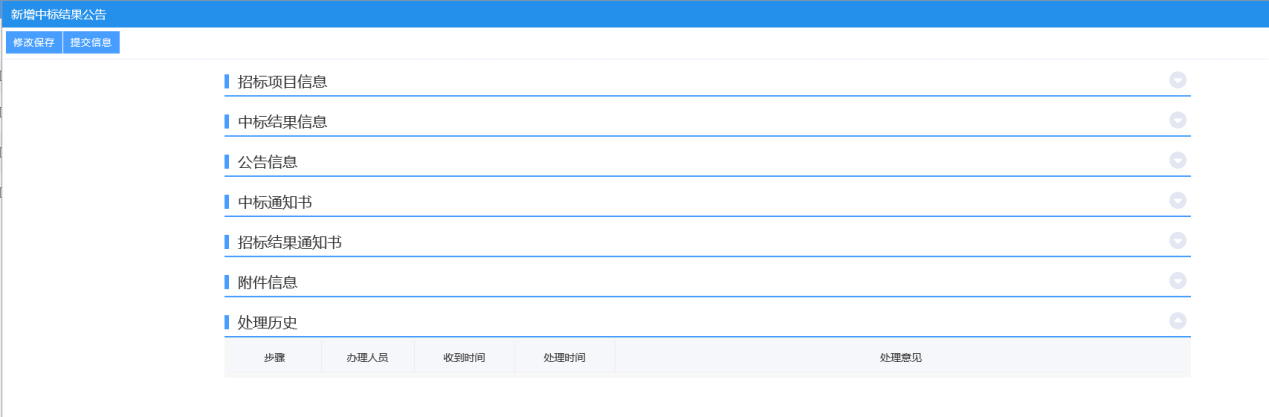 新增中标结果公告
修改保存 提交信息
招标项目信息
中标结果信息
公告信息
中标通知书
招标结果通知书
附件信息
处理历史
步骤 办理人员 收到时间 处理时间 处理意见